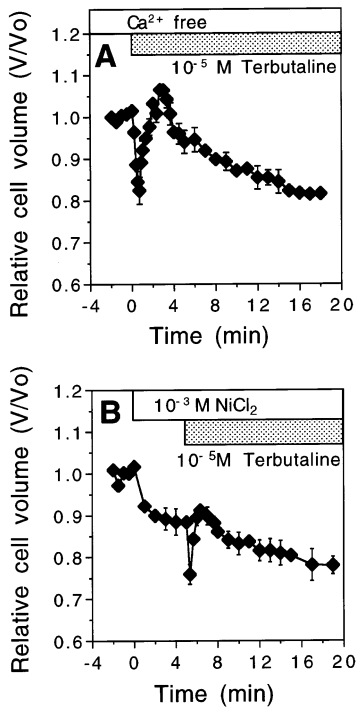 Ca2+ free
A
10-5 M Terbutaline
Relative cell volume (V/Vo)
1.2
1.1
1.0
0.9
0.8
0.6
-4 0 4 8 12 16 20
Time (min)
B
10-3 M NiCl2
10-5M Terbutaline
Relative cell volume (V/Vo)
1.2
1.1
1.0
0.9
0.8
0.7
0.6
-4 0 4 8 12 16 20
Time (min)